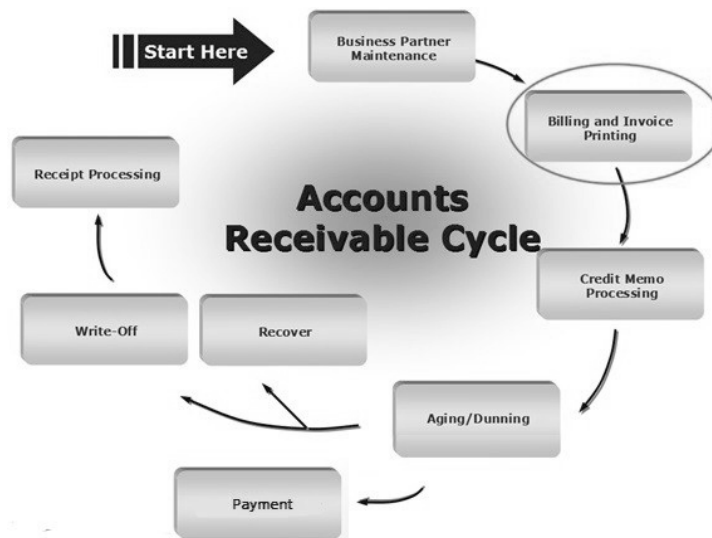 Start Here
Business Partner
Maintenance
Billing and Invoice
Printing
Receipt Processing
Accounts
Receivable Cycle
Credit Memo
Processing
Write-Off
Recover
Aging/Dunning
Payment